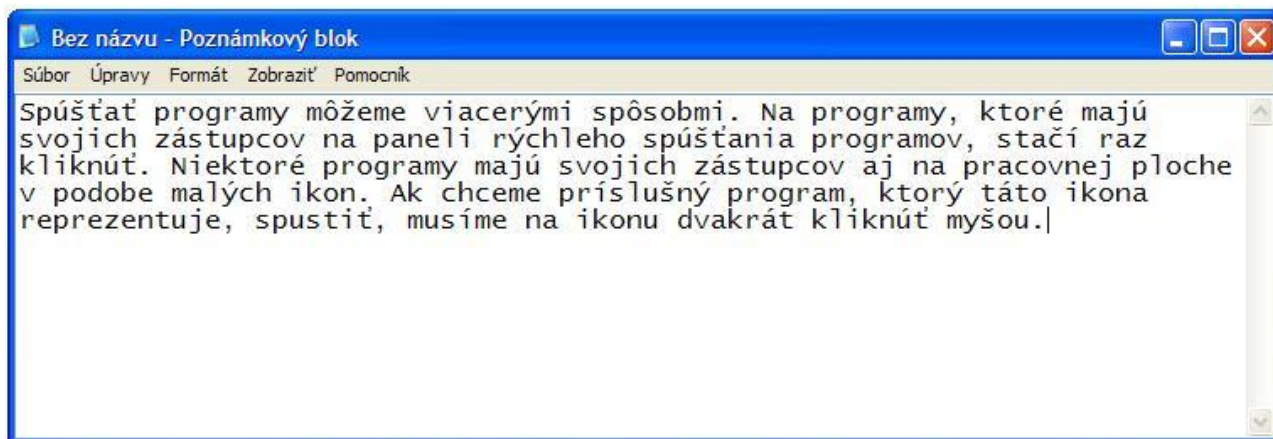 Bez názvu - Poznámkový blok
Súbor Úpravy Formát Zobraziť Pomocník
Spúšťať programy môžeme viacerými spôsobmi. Na programy, ktoré majú
svojich zástupcov na paneli rýchleho spúšťania programov, stačí raz
kliknúť. Niektoré programy majú svojich zástupcov aj na pracovnej ploche
v podobe malých ikon. Ak chceme príslušný program, ktorý táto ikona
reprezentuje, spustiť, musíme na ikonu dvakrát kliknúť myšou.